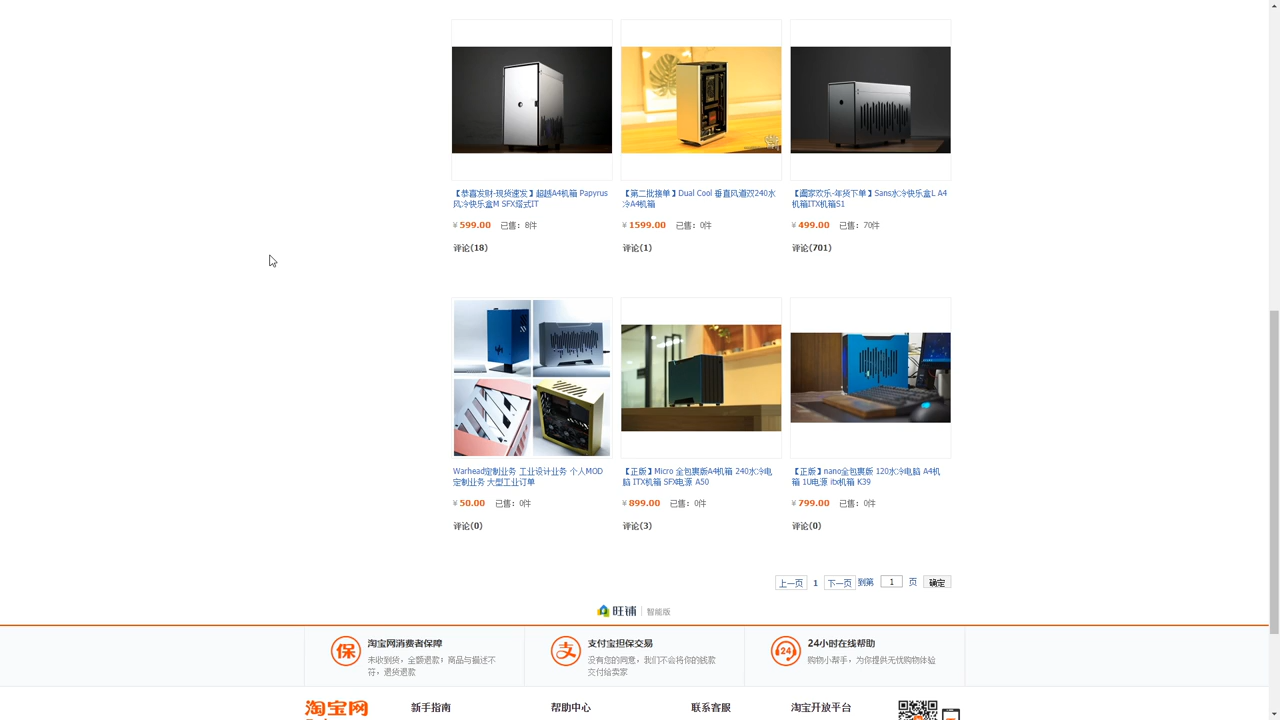 【恭喜发财-现货速发】超越A4机箱 Papyrus
风冷快乐盒M SFX塔式IT
¥ 599.00 已售：8件
评论(18)
【第二批接单】Dual Cool 垂直风道双240水
冷A4机箱
¥ 1599.00 已售：0件
评论(1)
【阖家欢乐-年货下单】Sans水冷快乐盒L A4
机箱ITX机箱S1
¥ 499.00 已售：70件
评论(701)
Warhead定制业务 工业设计业务 个人MOD
定制业务 大型工业订单
¥ 50.00 已售：0件
评论(0)
【正版】Micro 全包裹版A4机箱 240水冷电
脑 ITX机箱 SFX电源 A50
¥ 899.00 已售：0件
评论(3)
【正版】nano全包裹版 120水冷电脑 A4机
箱 1U电源 itx机箱 K39
¥ 799.00 已售：0件
评论(0)
上一页 1 下一页 到第 1 页 确定
旺铺 智能版
保 淘宝网消费者保障
未收到货，全额退款；商品与描述不
符，退货退款
支 支付宝担保交易
没有您的同意，我们不会将你的钱款
交付给卖家
24 24小时在线帮助
购物小帮手，为你提供无忧购物体验
淘宝网 新手指南 帮助中心 联系客服 淘宝开放平台